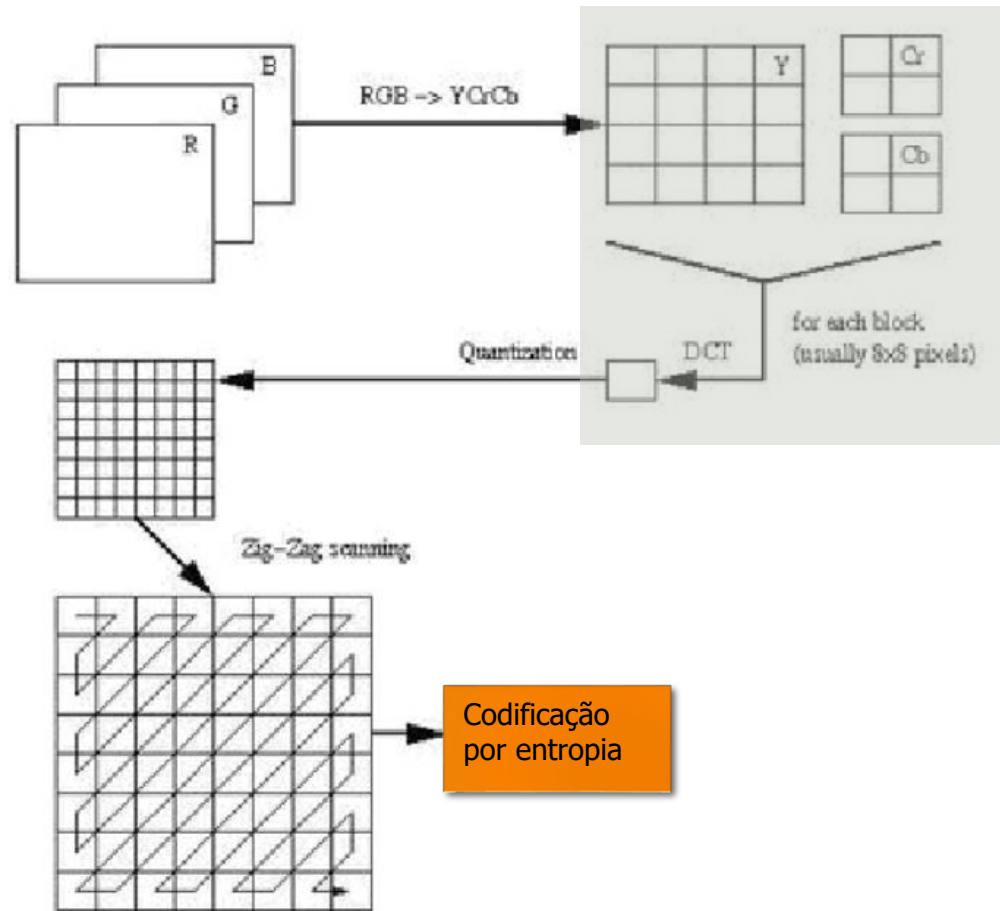 B
G
R
RGB -> YCrCb
Y
Cr
Cb
for each block
(usually 8x8 pixels)
DCT
Quantization
Zig-Zag scanning
Codificação
por entropia